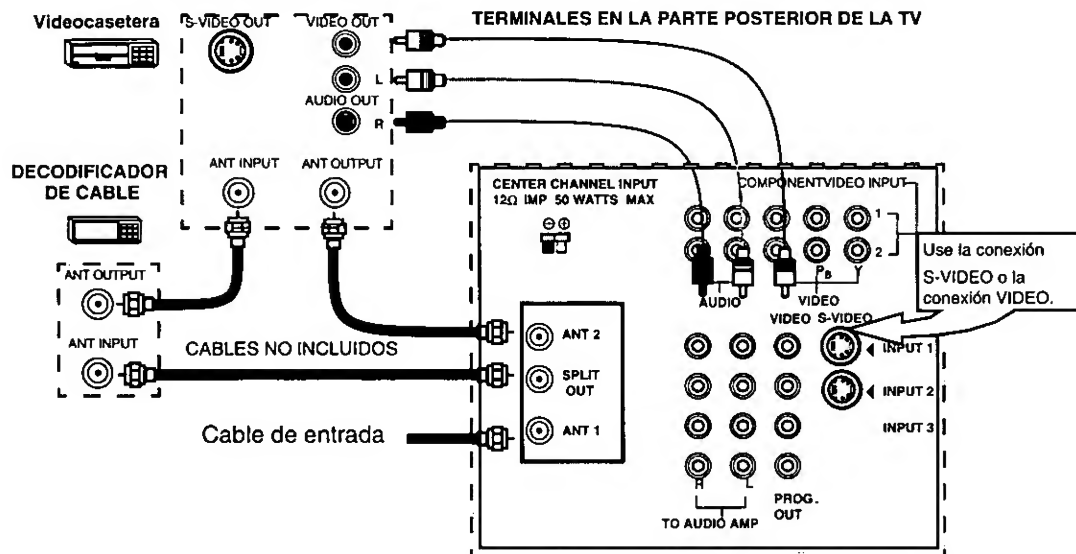 TERMINALES EN LA PARTE POSTERIOR DE LA TV
Videocasetera
S-VIDEO OUT
VIDEO OUT
L
AUDIO OUT
R
ANT INPUT
ANT OUTPUT
DECODIFICADOR
DE CABLE
ANT OUTPUT
ANT INPUT
CABLES NO INCLUIDOS
Cable de entrada
CENTER CHANNEL INPUT
12Ω IMP 50 WATTS MAX
COMPONENTVIDEO INPUT
1
2
PB
Y
AUDIO
VIDEO
VIDEO S-VIDEO
Use la conexión
S-VIDEO o la
conexión VIDEO.
ANT 2
SPLIT
OUT
ANT 1
INPUT 1
INPUT 2
INPUT 3
R
L
TO AUDIO AMP
PROG.
OUT